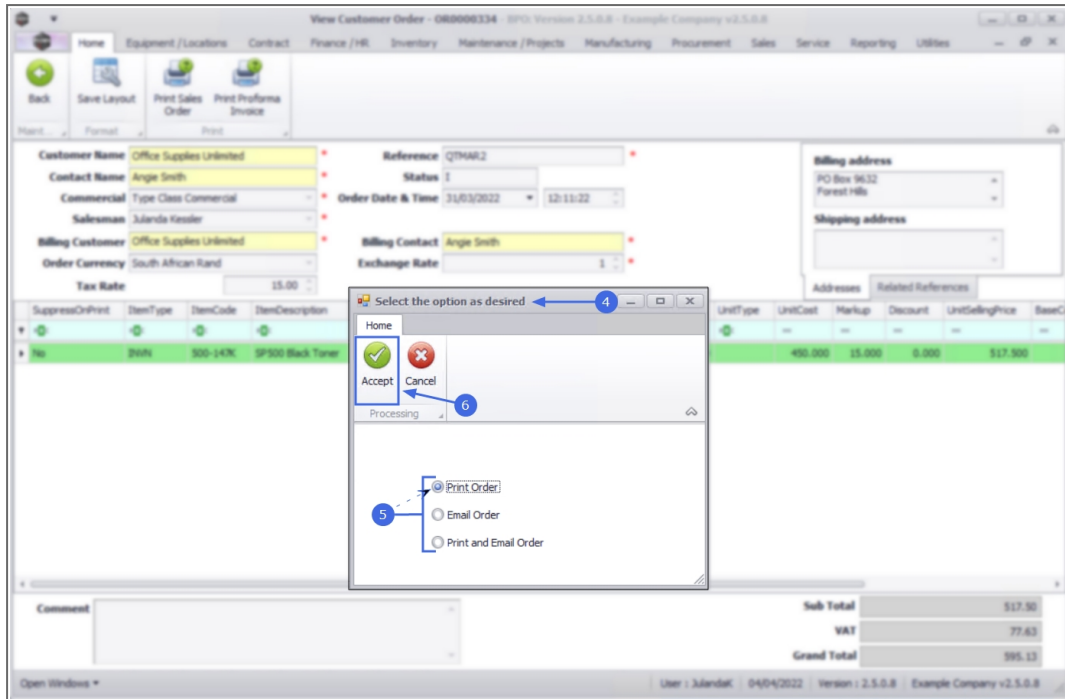 View Customer Order - OR0000334 - BPO: Version 2.5.0.8 - Example Company v2.5.0.8
Home Equipment / Locations Contract Finance / HR Inventory Maintenance / Projects Manufacturing Procurement Sales Service Reporting Utilities
Back Save Layout Print Sales Order Print Proforma Invoice
Maint... Format Print
Customer Name Office Supplies Unlimited * Reference QTMAR2 *
Contact Name Angie Smith * Status I
Commercial Type Class Commercial * Order Date & Time 31/03/2022 12:11:22
Salesman Julanda Kessler *
Billing Customer Office Supplies Unlimited * Billing Contact Angie Smith *
Order Currency South African Rand Exchange Rate 1 *
Tax Rate 15.00
Billing address
PO Box 9632
Forest Hills
Shipping address
Addresses Related References
SuppressOnPrint ItemType ItemCode ItemDescription UnitType UnitCost Markup Discount UnitSellingPrice BaseC
No INVN 500-147K SP500 Black Toner 450.000 15.000 0.000 517.500
Select the option as desired 4
Home
Accept Cancel
6
Processing
Print Order
5 Email Order
Print and Email Order
Comment
Sub Total 517.50
VAT 77.63
Grand Total 595.13
Open Windows User : JulandaK 04/04/2022 Version : 2.5.0.8 Example Company v2.5.0.8